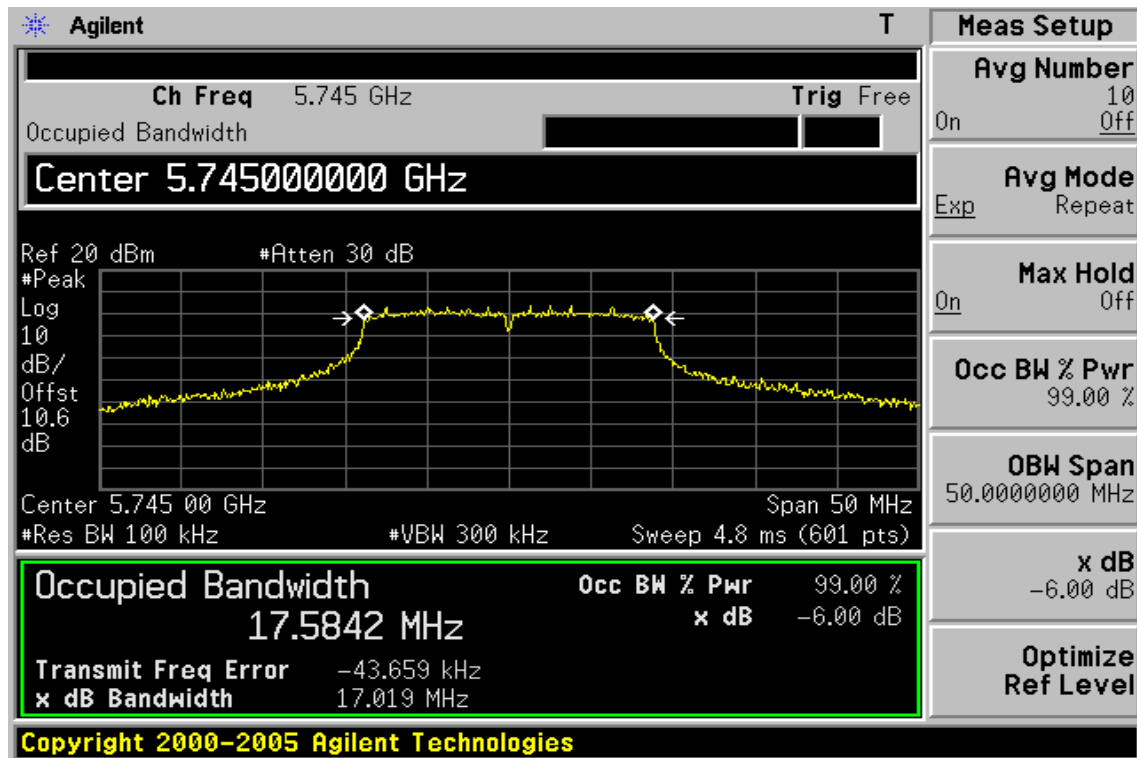 Agilent T
Ch Freq 5.745 GHz Trig Free
Occupied Bandwidth
Center 5.745000000 GHz
Ref 20 dBm #Atten 30 dB
#Peak
Log
10
dB/
Offst
10.6
dB
Center 5.745 00 GHz Span 50 MHz
#Res BW 100 kHz #VBW 300 kHz Sweep 4.8 ms (601 pts)
Occupied Bandwidth Occ BW % Pwr 99.00 %
17.5842 MHz x dB -6.00 dB
Transmit Freq Error -43.659 kHz
x dB Bandwidth 17.019 MHz
Copyright 2000-2005 Agilent Technologies
Meas Setup
Avg Number
10
On Off
Avg Mode
Exp Repeat
Max Hold
On Off
Occ BW % Pwr
99.00 %
OBW Span
50.0000000 MHz
x dB
-6.00 dB
Optimize
Ref Level